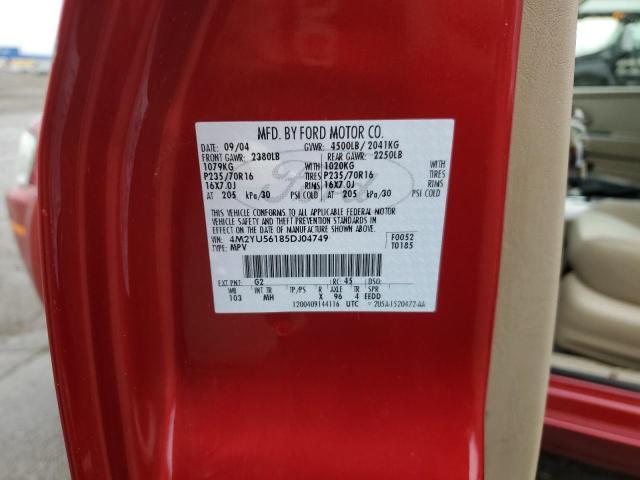 MFD. BY FORD MOTOR CO.
DATE: 09/04 GVWR: 4500LB/ 2041KG
FRONT GAWR: 2380LB REAR GAWR: 2250LB
1079KG WITH 1020KG WITH
P235/70R16 TIRES P235/70R16 TIRES
16X7.0J RIMS 16X7.0J RIMS
AT 205 kPa/30 PSI COLD AT 205 kPa/30 PSI COLD
Ford
THIS VEHICLE CONFORMS TO ALL APPLICABLE FEDERAL MOTOR
VEHICLE SAFETY AND THEFT PREVENTION STANDARDS IN
EFFECT ON THE DATE OF MANUFACTURE SHOWN ABOVE.
VIN: 4M2YU56185DJ04749 F0052
TYPE: MPV T0185
EXT PNT: G2 RC: 45 DSO:
WB INT TR TP/PS R AXLE TR SPR
103 MH X 96 4 EEDD
1200409144116 UTC